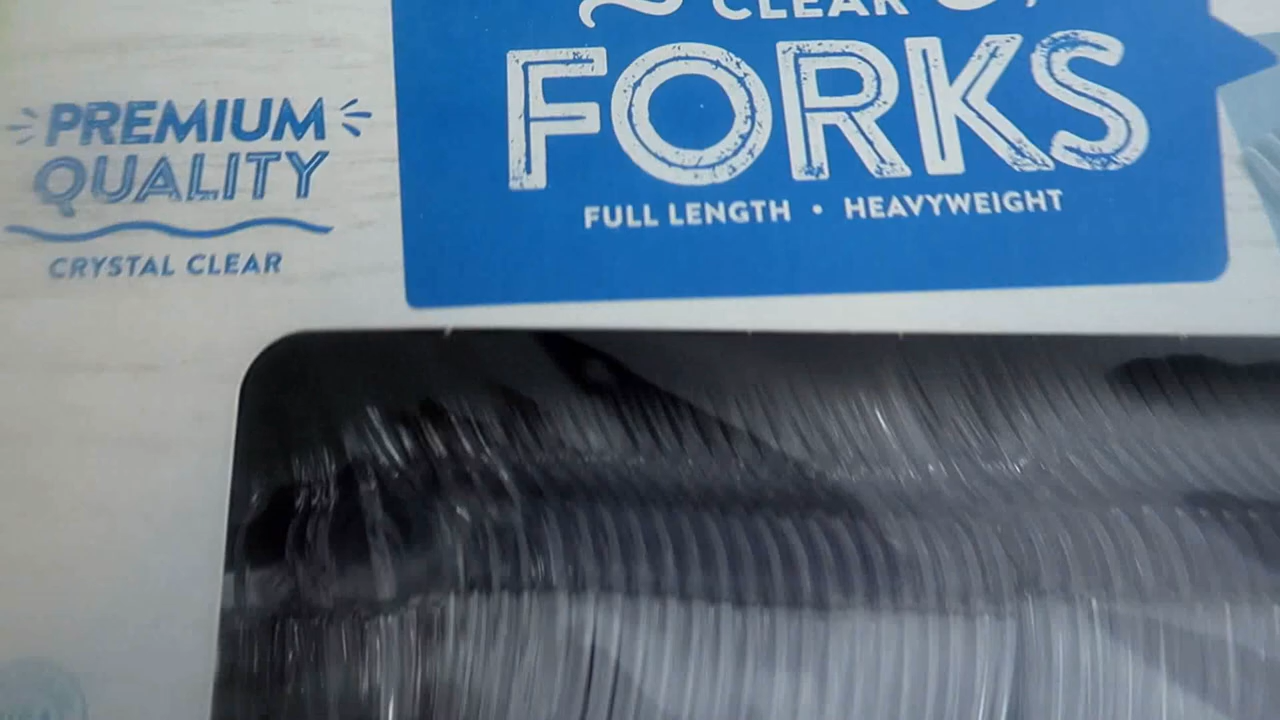 CLEAR
FORKS
FULL LENGTH • HEAVYWEIGHT
PREMIUM
QUALITY
CRYSTAL CLEAR